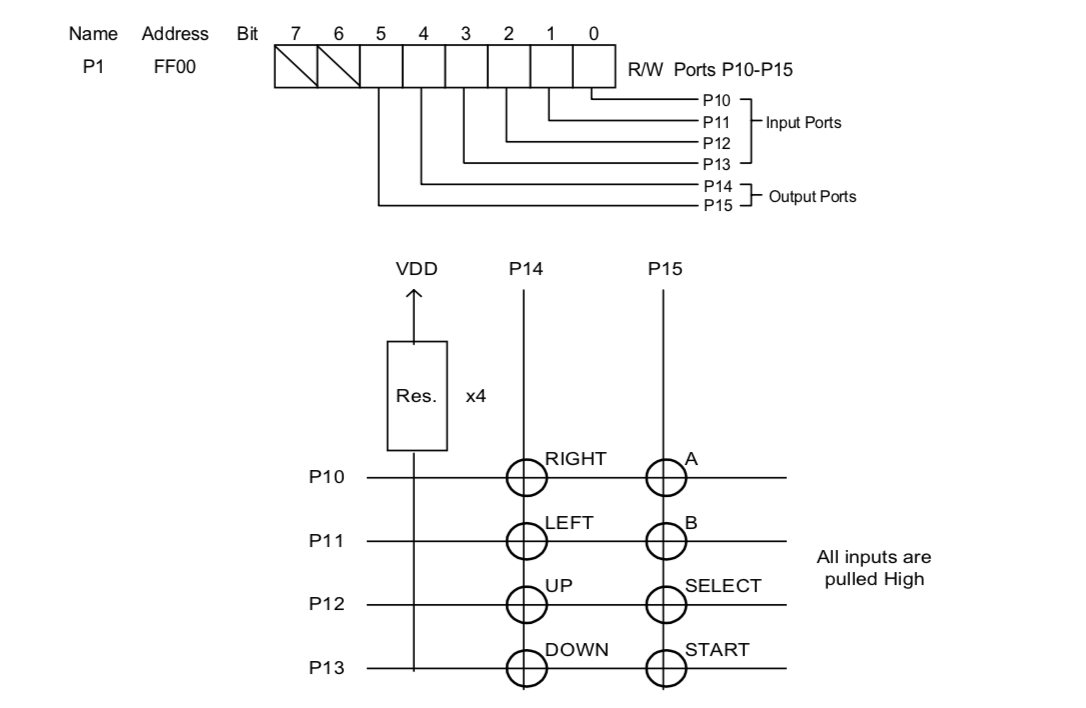 Name Address Bit 7 6 5 4 3 2 1 0
P1 FF00 R/W Ports P10-P15
P10
P11 Input Ports
P12
P13
P14
P15 Output Ports
VDD P14 P15
Res. x4
RIGHT A
P10
LEFT B
P11
All inputs are
pulled High
UP SELECT
P12
DOWN START
P13